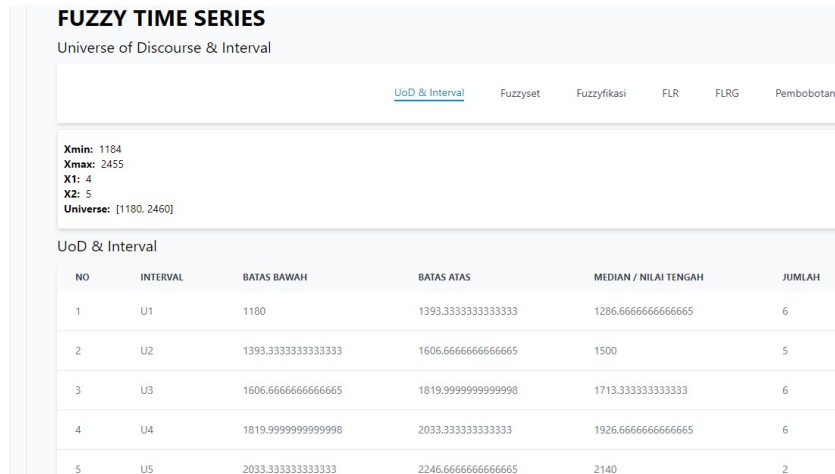 FUZZY TIME SERIES
Universe of Discourse & Interval
UoD & Interval Fuzzyset Fuzzyfikasi FLR FLRG Pembobotan
Xmin: 1184
Xmax: 2455
X1: 4
X2: 5
Universe: [1180, 2460]
UoD & Interval
NO INTERVAL BATAS BAWAH BATAS ATAS MEDIAN / NILAI TENGAH JUMLAH
1 U1 1180 1393.3333333333333 1286.6666666666665 6
2 U2 1393.3333333333333 1606.6666666666665 1500 5
3 U3 1606.6666666666665 1819.9999999999998 1713.333333333333 6
4 U4 1819.9999999999998 2033.333333333333 1926.6666666666665 6
5 U5 2033.333333333333 2246.6666666666665 2140 2